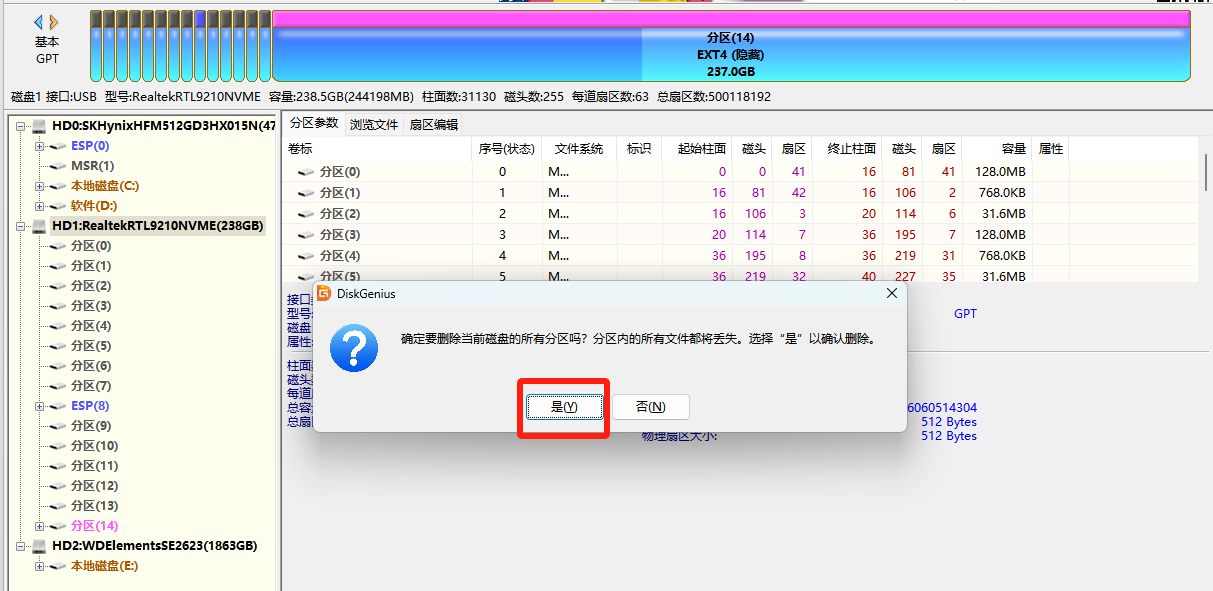 基本
GPT
分区(14)
EXT4 (隐藏)
237.0GB
磁盘1 接口:USB 型号:RealtekRTL9210NVME 容量:238.5GB(244198MB) 柱面数:31130 磁头数:255 每道扇区数:63 总扇区数:500118192
HD0:SKHynixHFM512GD3HX015N(47
ESP(0)
MSR(1)
本地磁盘(C:)
软件(D:)
HD1:RealtekRTL9210NVME(238GB)
分区(0)
分区(1)
分区(2)
分区(3)
分区(4)
分区(5)
分区(6)
分区(7)
ESP(8)
分区(9)
分区(10)
分区(11)
分区(12)
分区(13)
分区(14)
HD2:WDElementsSE2623(1863GB)
本地磁盘(E:)
分区参数 浏览文件 扇区编辑
卷标 序号(状态) 文件系统 标识 起始柱面 磁头 扇区 终止柱面 磁头 扇区 容量 属性
分区(0) 0 M... 0 0 41 16 81 41 128.0MB
分区(1) 1 M... 16 81 42 16 106 2 768.0KB
分区(2) 2 M... 16 106 3 20 114 6 31.6MB
分区(3) 3 M... 20 114 7 36 195 7 128.0MB
分区(4) 4 M... 36 195 8 36 219 31 768.0KB
分区(5) 5 M... 36 219 32 40 227 35 31.6MB
DiskGenius
确定要删除当前磁盘的所有分区吗？分区内的所有文件都将丢失。选择“是”以确认删除。
是(Y) 否(N)
接口
型号:
GPT
磁盘
属性:
柱面
磁头
每道
总容
6060514304
总扇
512 Bytes
物理扇区大小:
512 Bytes